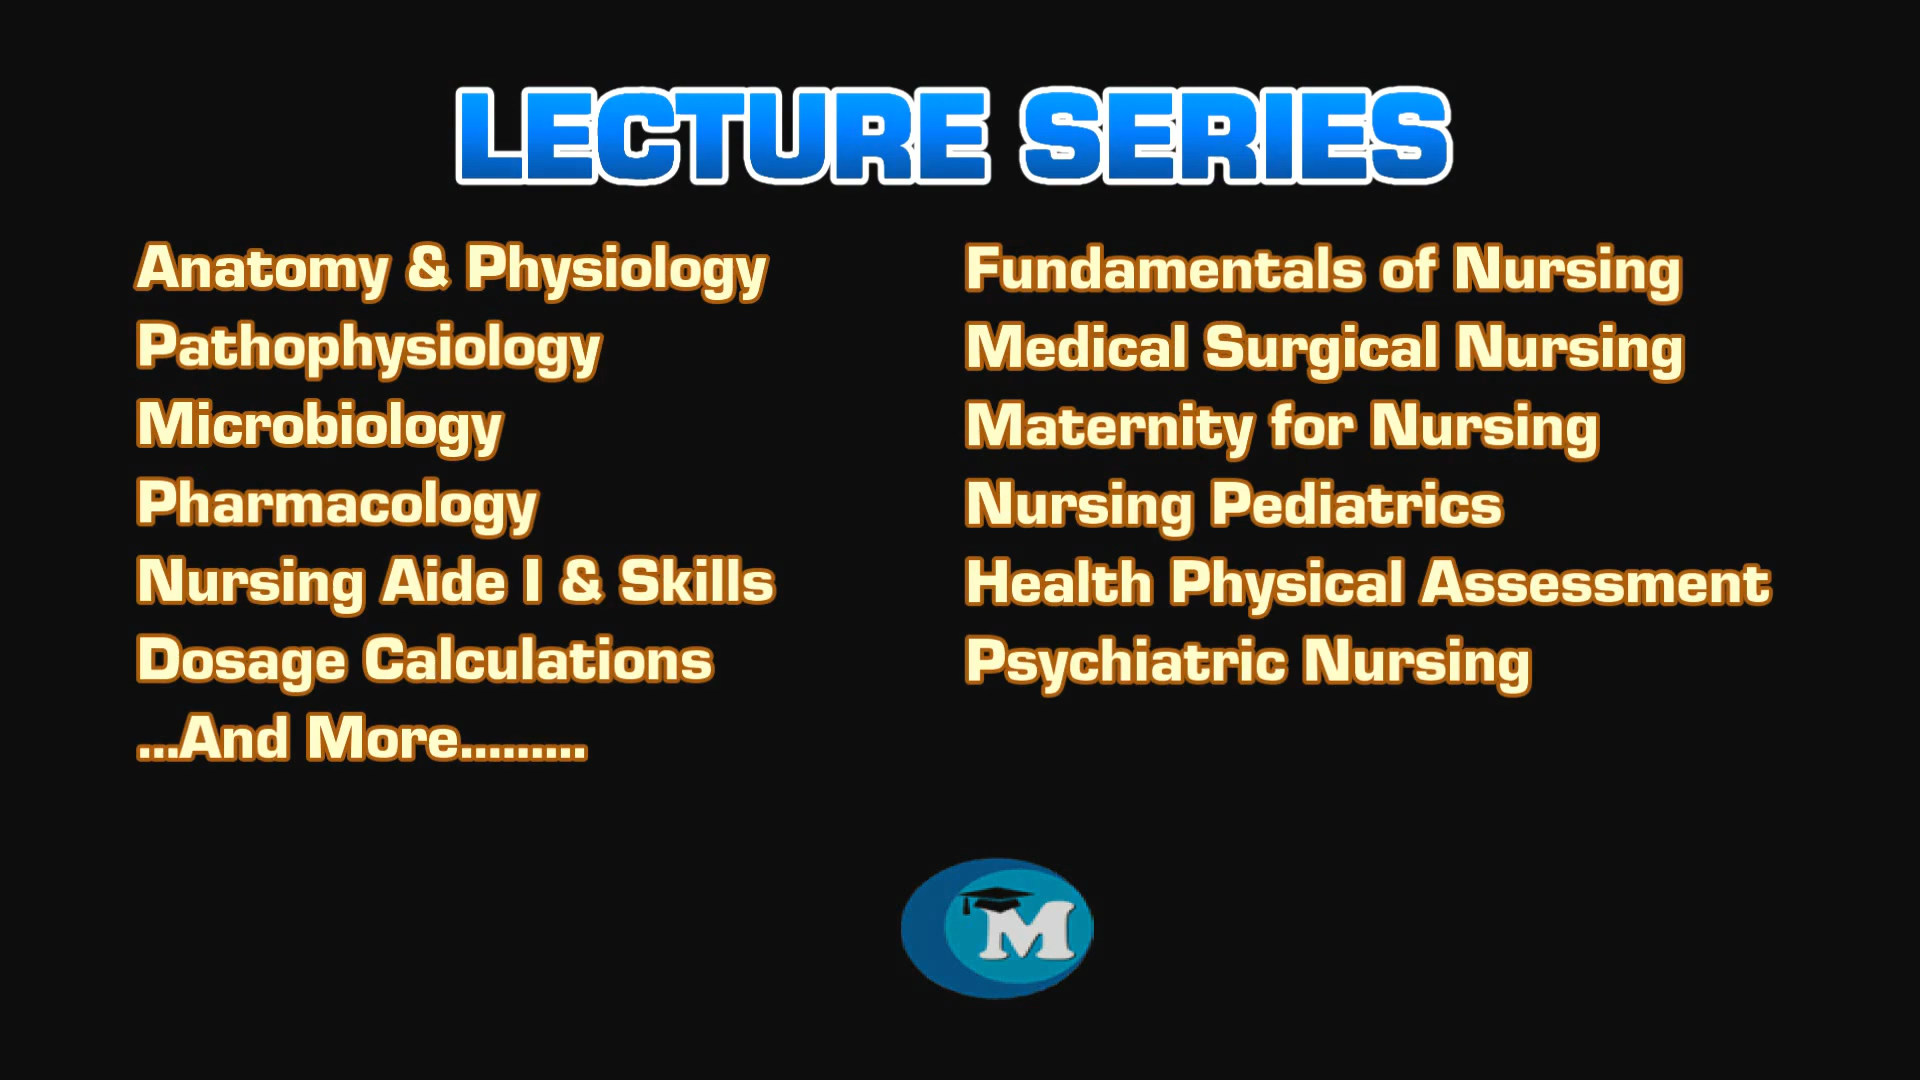 LECTURE SERIES
Anatomy & Physiology
Pathophysiology
Microbiology
Pharmacology
Nursing Aide I & Skills
Dosage Calculations
...And More.........
Fundamentals of Nursing
Medical Surgical Nursing
Maternity for Nursing
Nursing Pediatrics
Health Physical Assessment
Psychiatric Nursing
M